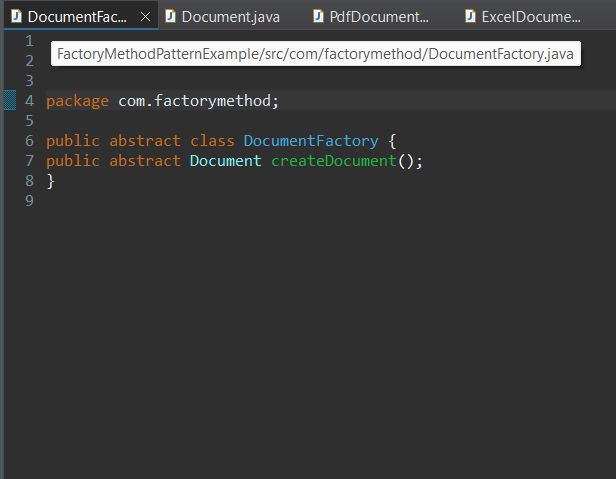 DocumentFac... Document.java PdfDocument... ExcelDocume...
1
2 FactoryMethodPatternExample/src/com/factorymethod/DocumentFactory.java
3
4 package com.factorymethod;
5
6 public abstract class DocumentFactory {
7 public abstract Document createDocument();
8 }
9